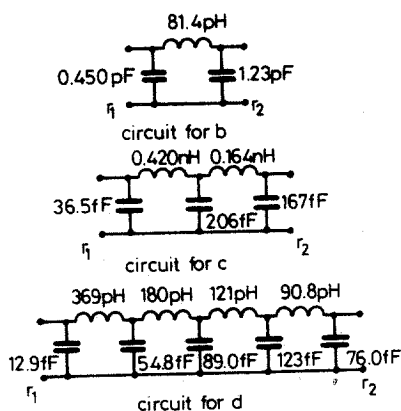 81.4pH
0.450pF 1.23pF
r1 r2
circuit for b
0.420nH 0.164nH
36.5fF 206fF 167fF
r1 r2
circuit for c
369pH 180pH 121pH 90.8pH
12.9fF 54.8fF 89.0fF 123fF 76.0fF
r1 r2
circuit for d